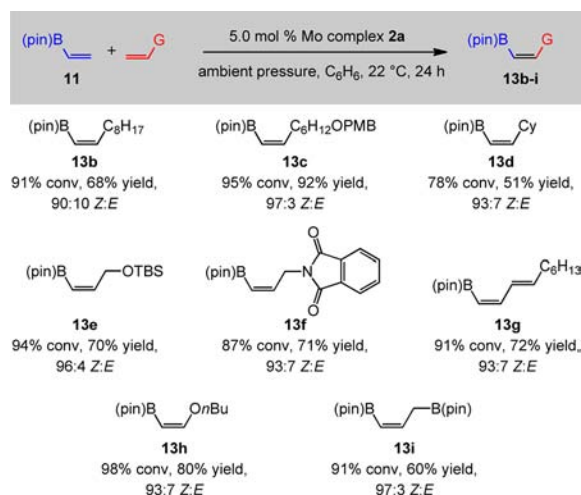 (pin)B
G
+
5.0 mol % Mo complex 2a
(pin)B
G
11
ambient pressure, C6H6, 22 °C, 24 h
13b-i
(pin)B
C8H17
(pin)B
C6H12OPMB
(pin)B
Cy
13b
13c
13d
91% conv, 68% yield,
95% conv, 92% yield,
78% conv, 51% yield,
90:10 Z:E
97:3 Z:E
93:7 Z:E
(pin)B
OTBS
(pin)B
O
N
O
(pin)B
C6H13
13e
13f
13g
94% conv, 70% yield,
87% conv, 71% yield,
91% conv, 72% yield,
96:4 Z:E
93:7 Z:E
93:7 Z:E
(pin)B
OnBu
(pin)B
B(pin)
13h
13i
98% conv, 80% yield,
91% conv, 60% yield,
93:7 Z:E
97:3 Z:E